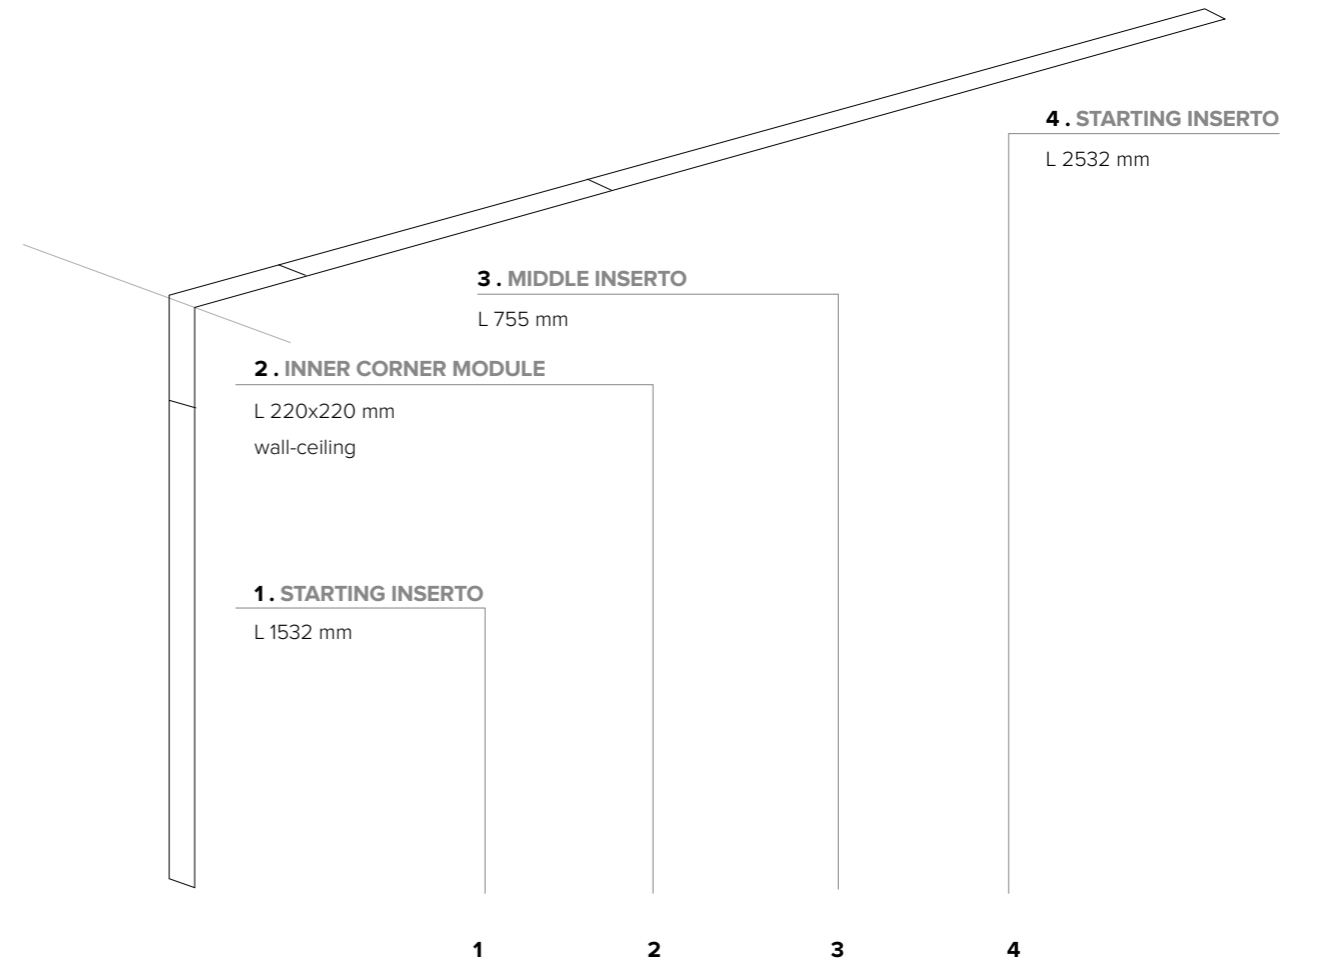 4 . STARTING INSERTO
L 2532 mm
3 . MIDDLE INSERTO
L 755 mm
2 . INNER CORNER MODULE
L 220x220 mm
wall-ceiling
1 . STARTING INSERTO
L 1532 mm
1 2 3 4